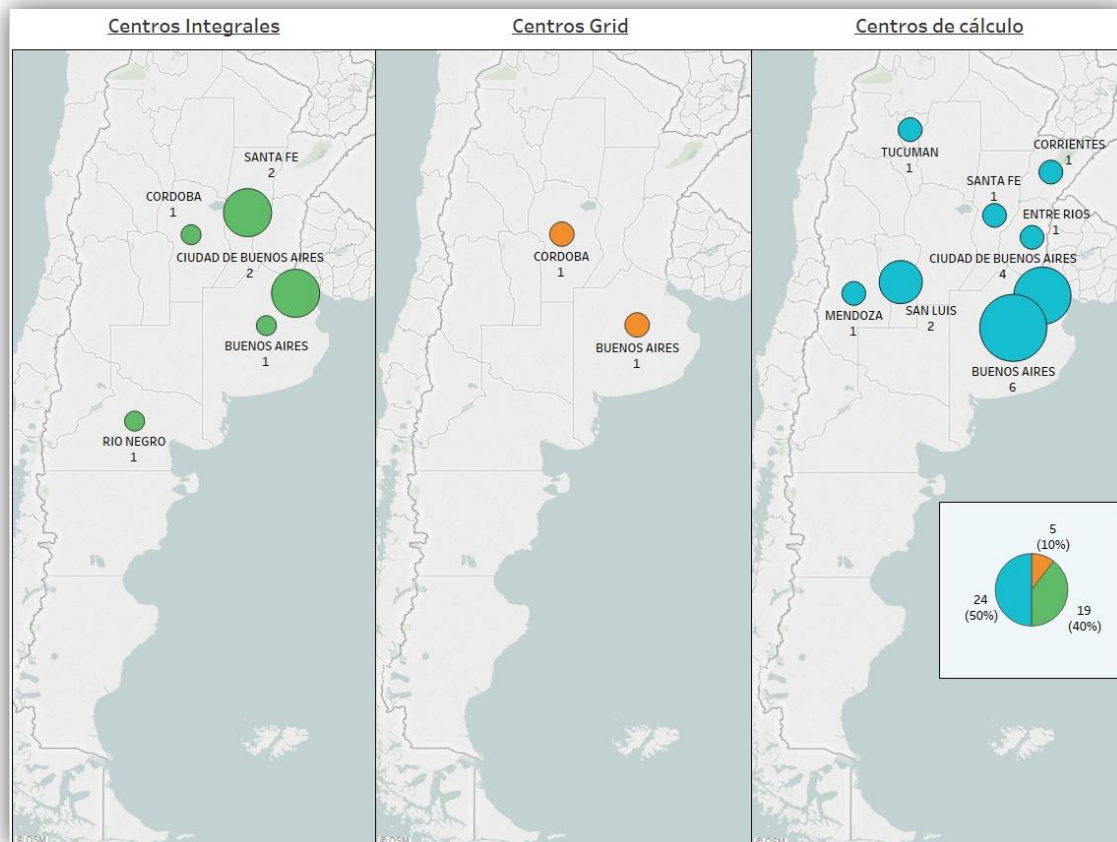 Centros Integrales
SANTA FE
2
CORDOBA
1
CIUDAD DE BUENOS AIRES
2
BUENOS AIRES
1
RIO NEGRO
1
© OSM
Centros Grid
CORDOBA
1
BUENOS AIRES
1
© OSM
Centros de cálculo
TUCUMAN
1
CORRIENTES
1
SANTA FE
1
ENTRE RIOS
1
CIUDAD DE BUENOS AIRES
4
MENDOZA
1
SAN LUIS
2
BUENOS AIRES
6
5
(10%)
24
(50%)
19
(40%)
© OSM